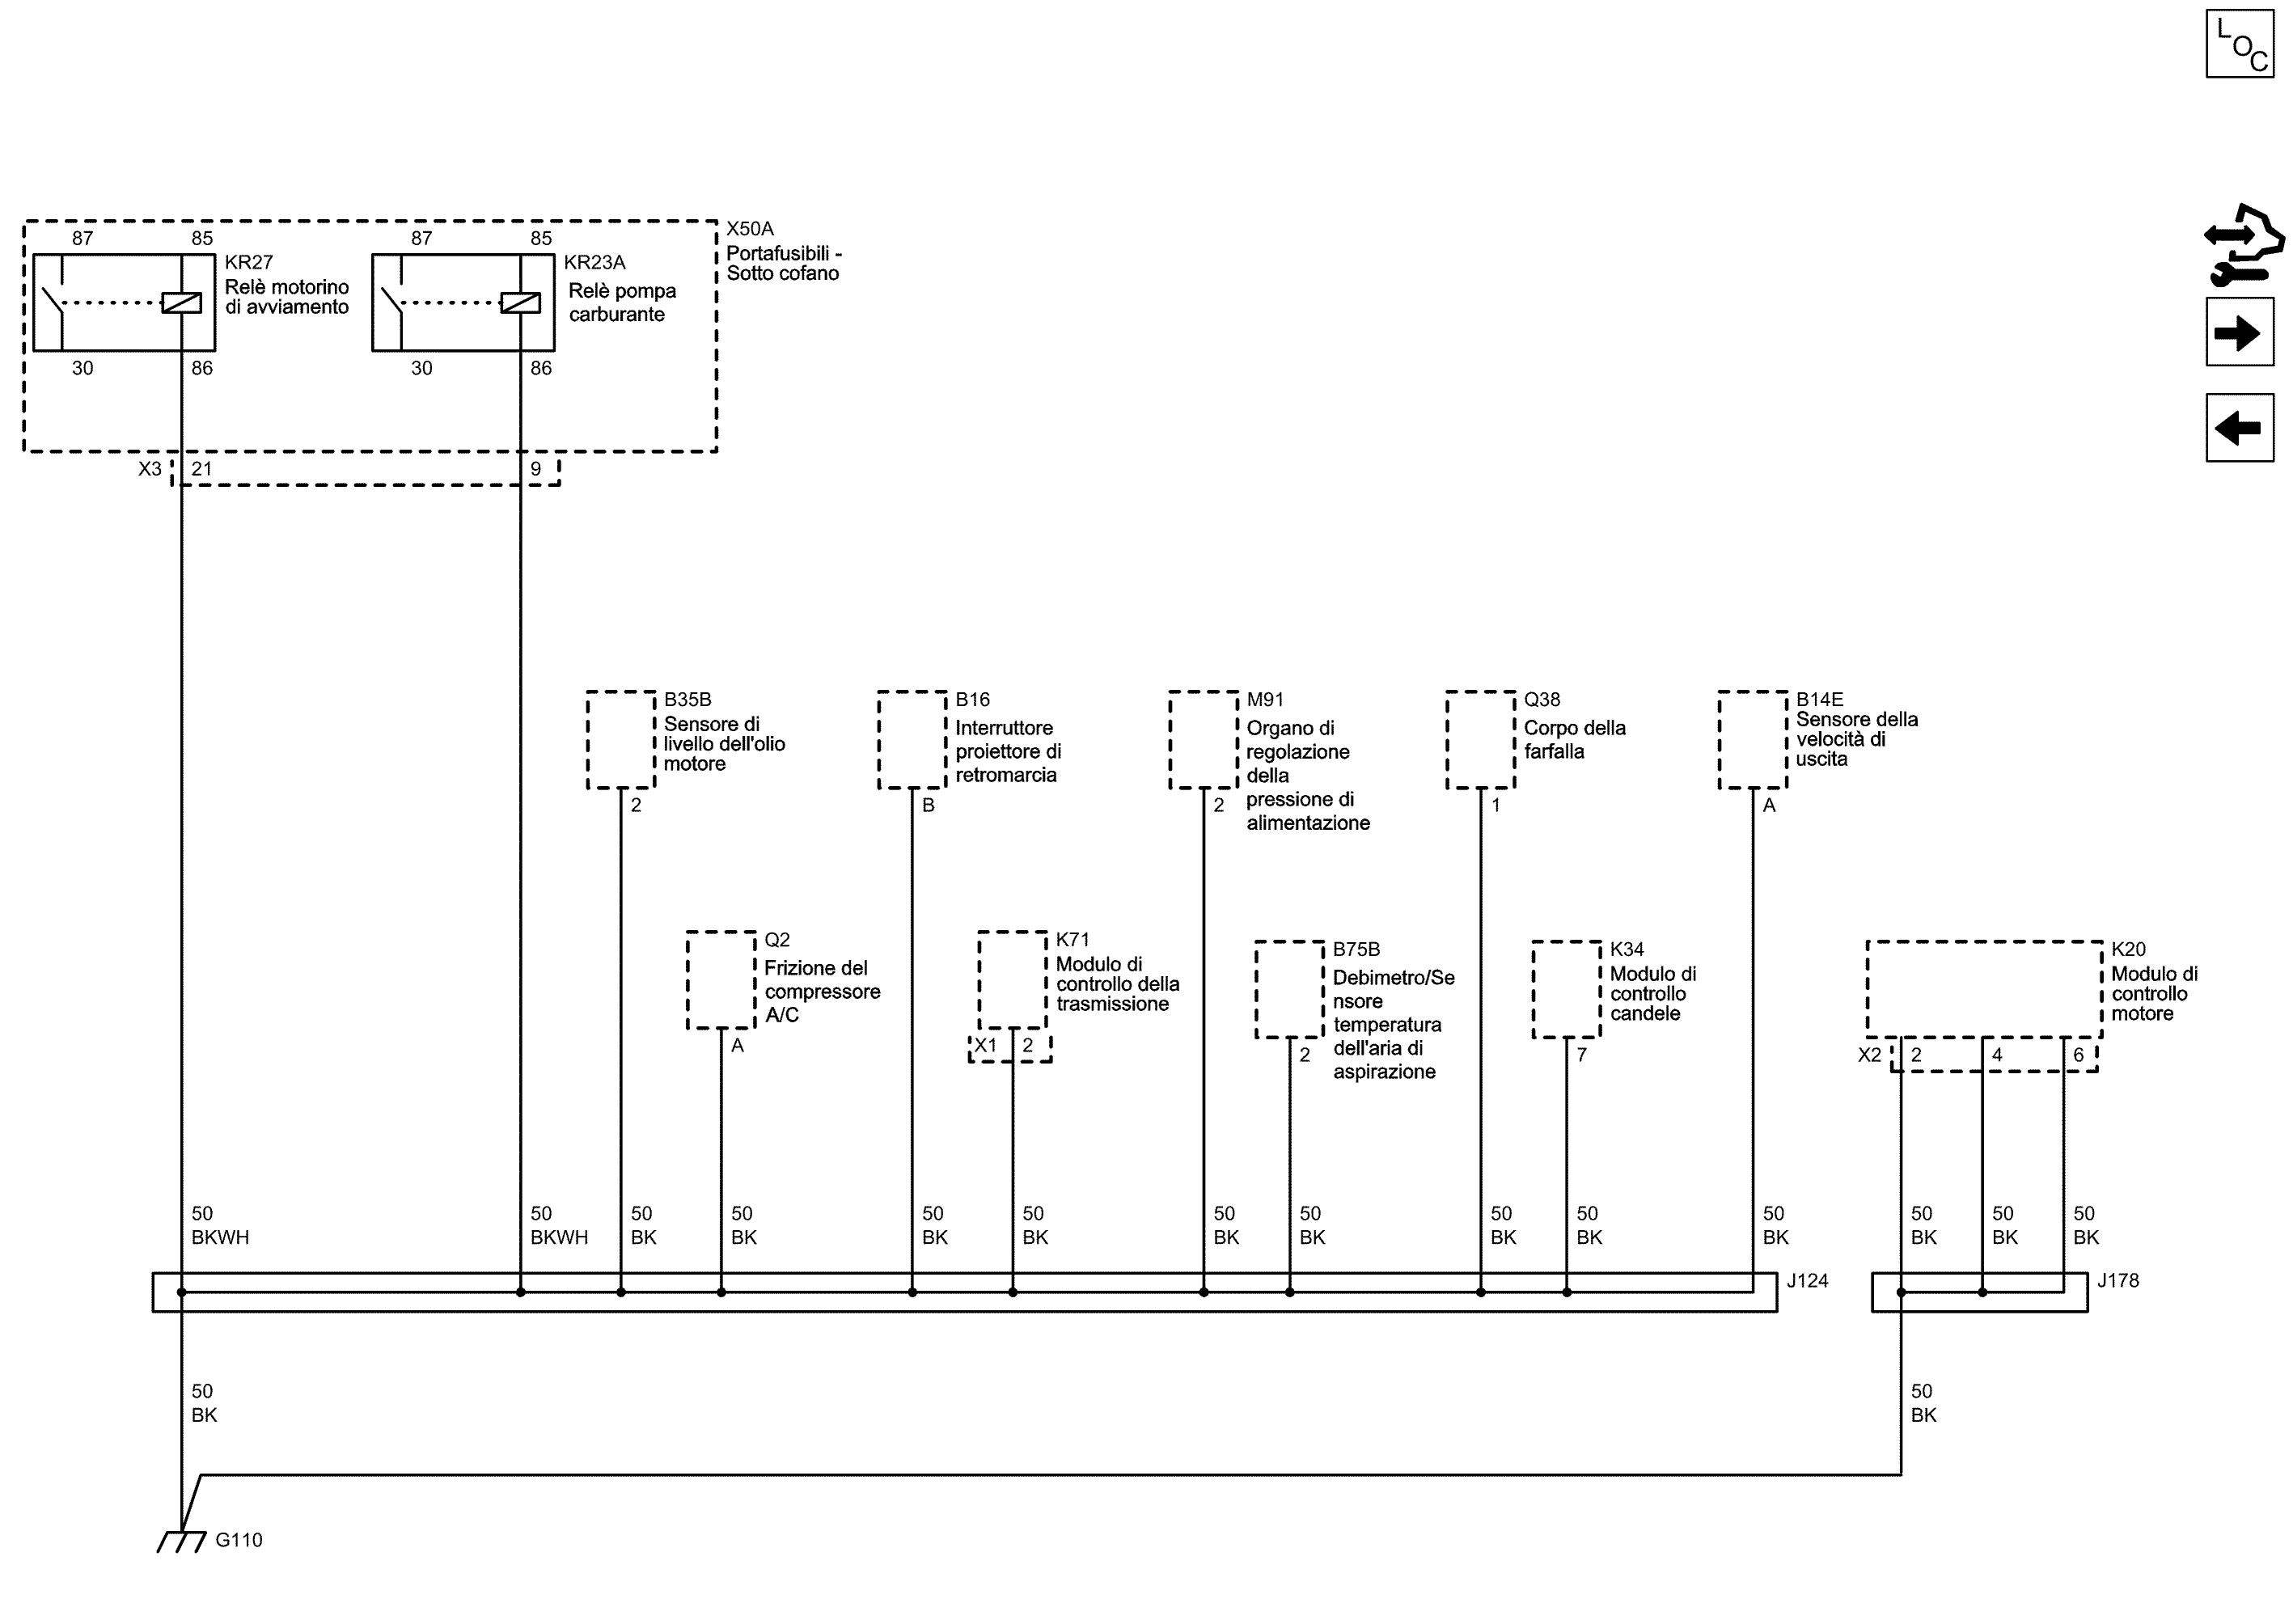 LOC
X50A
Portafusibili -
Sotto cofano
87
85
KR27
Relè motorino
di avviamento
30
86
87
85
KR23A
Relè pompa
carburante
30
86
X3
21
9
B35B
Sensore di
livello dell'olio
motore
2
B16
Interruttore
proiettore di
retromarcia
B
M91
Organo di
regolazione
della
pressione di
alimentazione
2
Q38
Corpo della
farfalla
1
B14E
Sensore della
velocità di
uscita
A
Q2
Frizione del
compressore
A/C
A
K71
Modulo di
controllo della
trasmissione
X1
2
B75B
Debimetro/Se
nsore
temperatura
dell'aria di
aspirazione
2
K34
Modulo di
controllo
candele
7
K20
Modulo di
controllo
motore
X2
2
4
6
50
BKWH
50
BKWH
50
BK
50
BK
50
BK
50
BK
50
BK
50
BK
50
BK
50
BK
50
BK
50
BK
50
BK
50
BK
J124
J178
50
BK
50
BK
G110